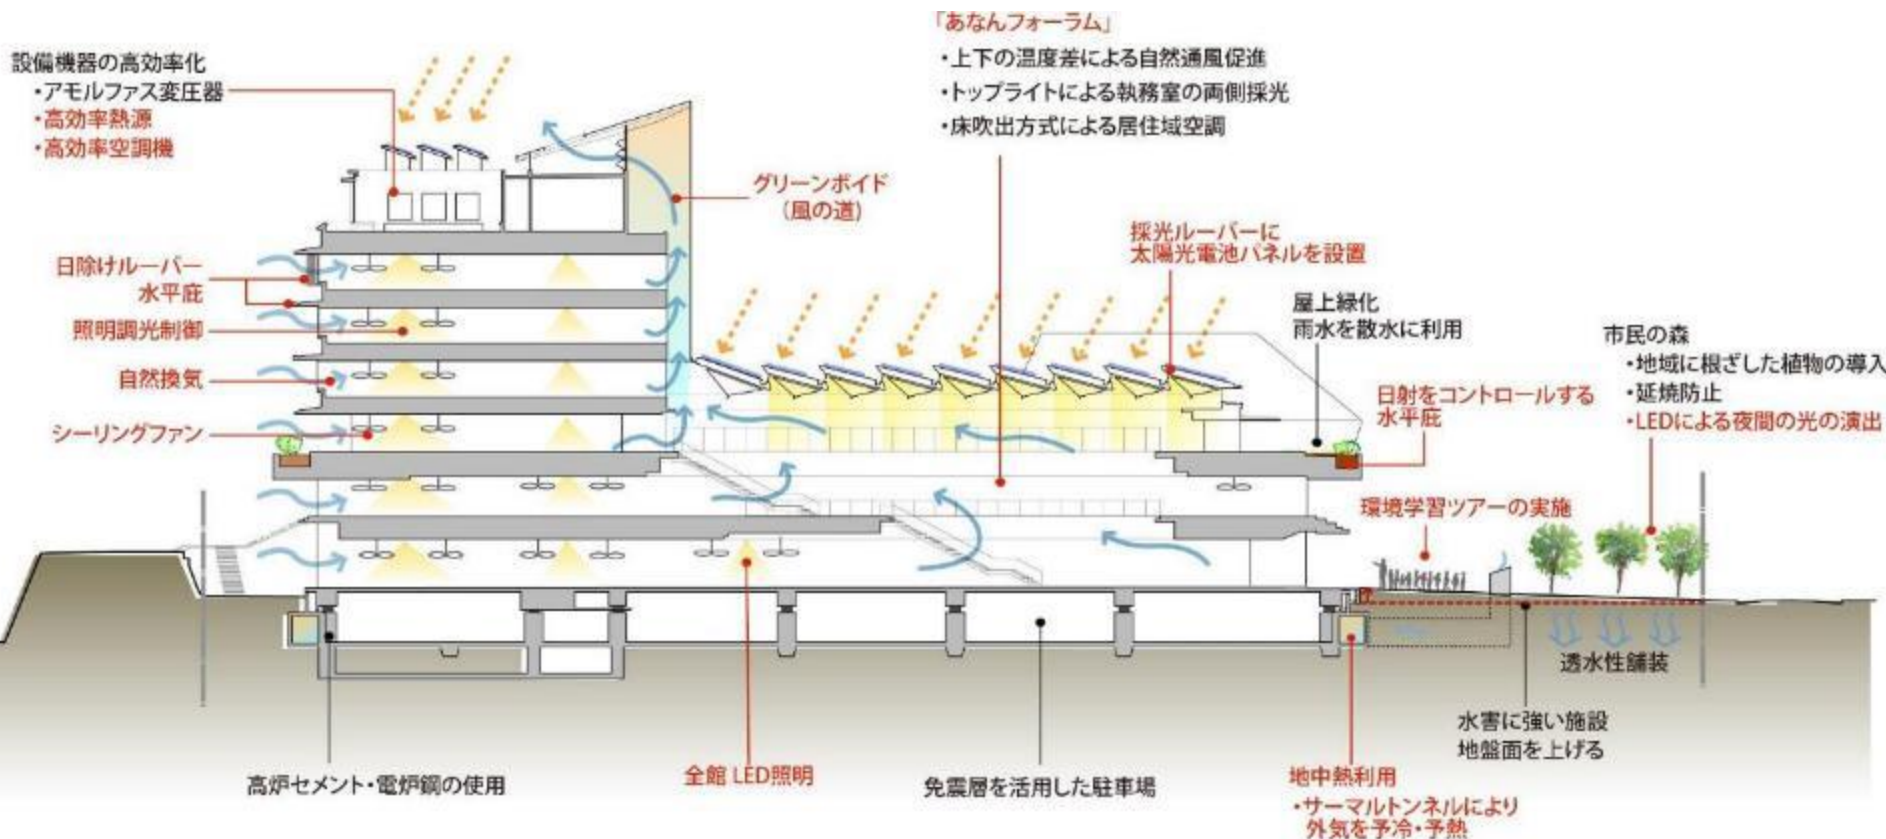 「あなんフォーラム」
・上下の温度差による自然通風促進
・トップライトによる執務室の両側採光
・床吹出方式による居住域空調
設備機器の高効率化
・アモルファス変圧器
・高効率熱源
・高効率空調機
グリーンボイド
(風の道)
採光ルーバーに
太陽光電池パネルを設置
日除けルーバー
水平庇
照明調光制御
自然換気
シーリングファン
屋上緑化
雨水を散水に利用
市民の森
・地域に根ざした植物の導入
・延焼防止
・LEDによる夜間の光の演出
日射をコントロールする
水平庇
環境学習ツアーの実施
透水性舗装
水害に強い施設
地盤面を上げる
高炉セメント・電炉鋼の使用
全館 LED照明
免震層を活用した駐車場
地中熱利用
・サーマルトンネルにより
外気を予冷・予熱